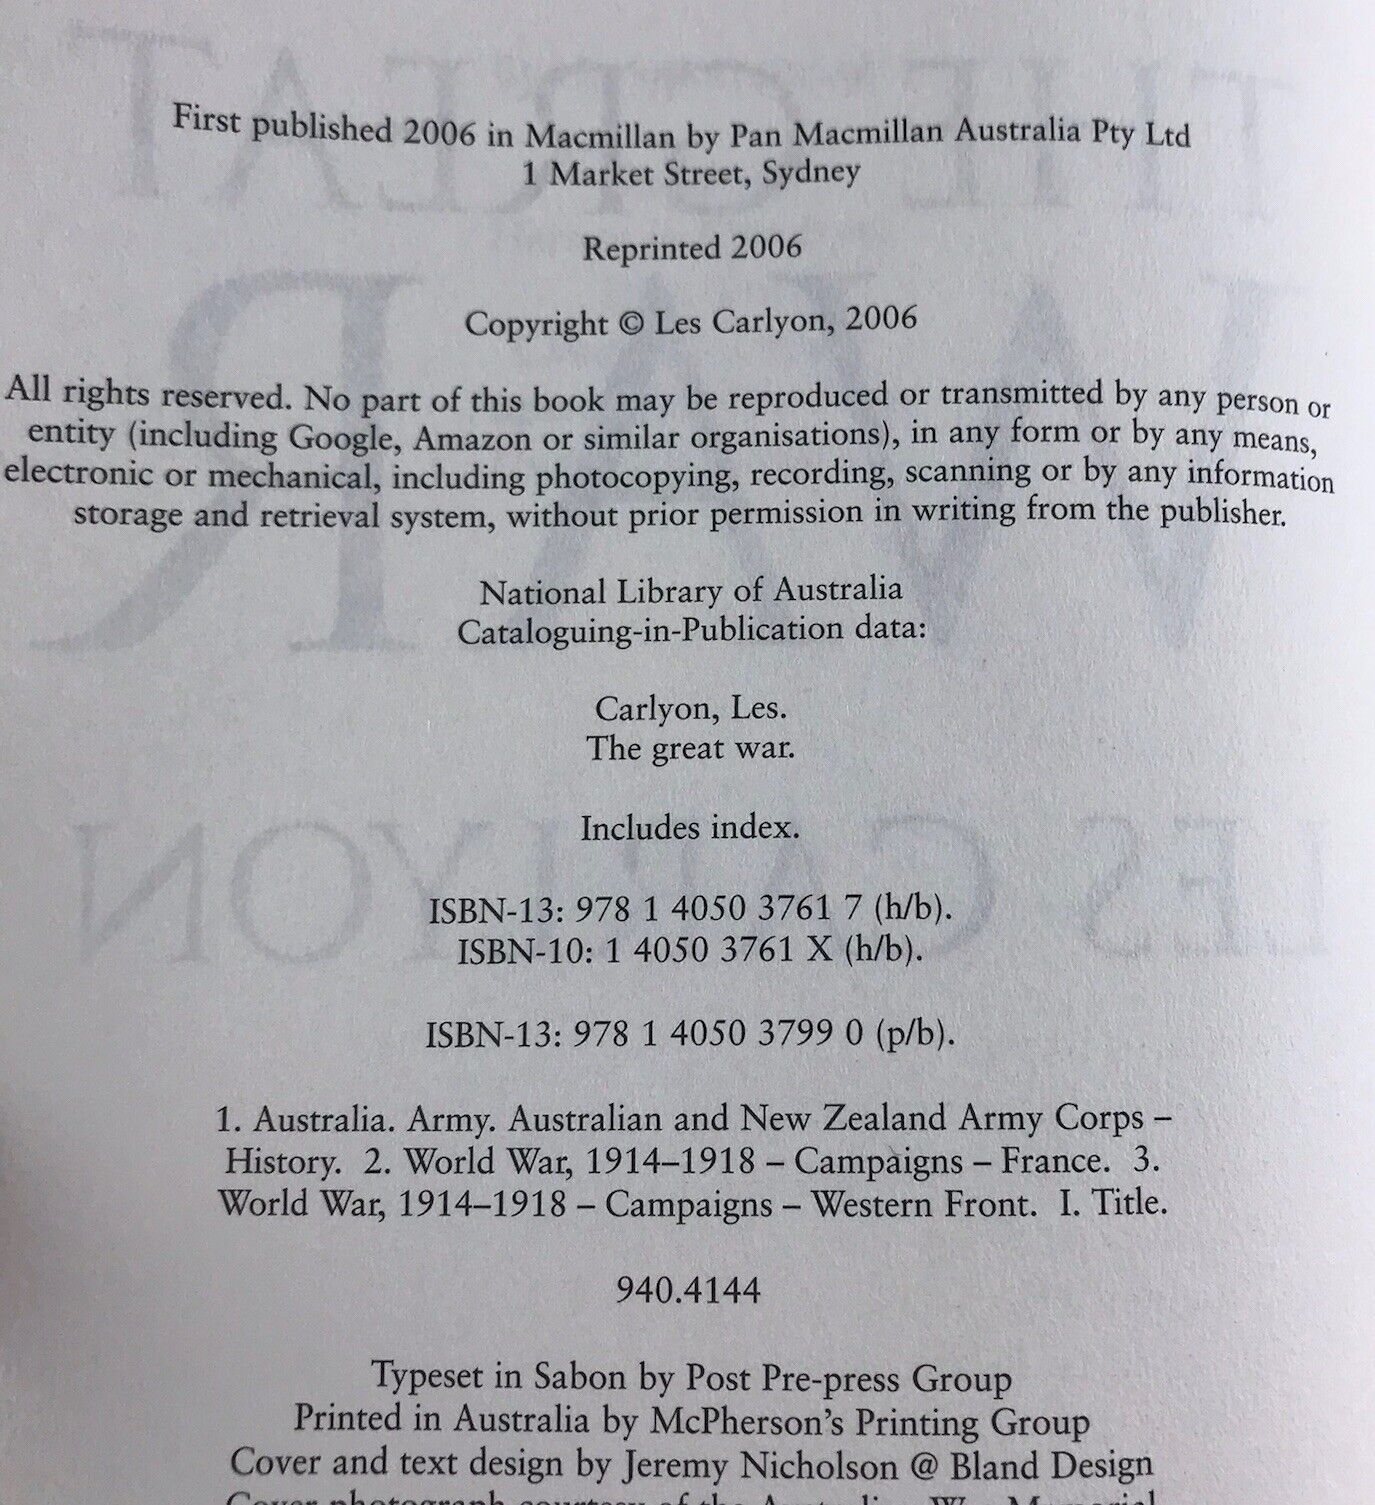 First published 2006 in Macmillan by Pan Macmillan Australia Pty Ltd
1 Market Street, Sydney
Reprinted 2006
Copyright © Les Carlyon, 2006
All rights reserved. No part of this book may be reproduced or transmitted by any person or
entity (including Google, Amazon or similar organisations), in any form or by any means,
electronic or mechanical, including photocopying, recording, scanning or by any information
storage and retrieval system, without prior permission in writing from the publisher.
National Library of Australia
Cataloguing-in-Publication data:
Carlyon, Les.
The great war.
Includes index.
ISBN-13: 978 1 4050 3761 7 (h/b).
ISBN-10: 1 4050 3761 X (h/b).
ISBN-13: 978 1 4050 3799 0 (p/b).
1. Australia. Army. Australian and New Zealand Army Corps –
History. 2. World War, 1914–1918 – Campaigns – France. 3.
World War, 1914–1918 – Campaigns – Western Front. I. Title.
940.4144
Typeset in Sabon by Post Pre-press Group
Printed in Australia by McPherson's Printing Group
Cover and text design by Jeremy Nicholson @ Bland Design
Cover photograph courtesy of the Australian War Memorial